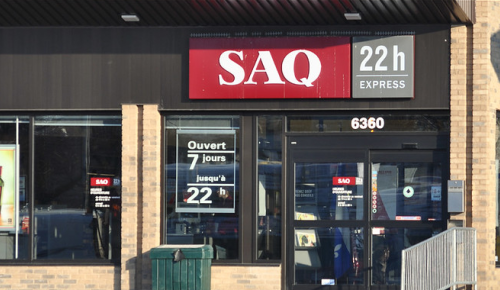 SAQ
22 h
EXPRESS
6360
Ouvert
7 jours
jusqu'à
22 h
SAQ
SAQ